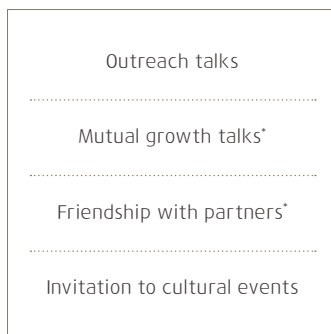 Outreach talks
Mutual growth talks*
Friendship with partners*
Invitation to cultural events